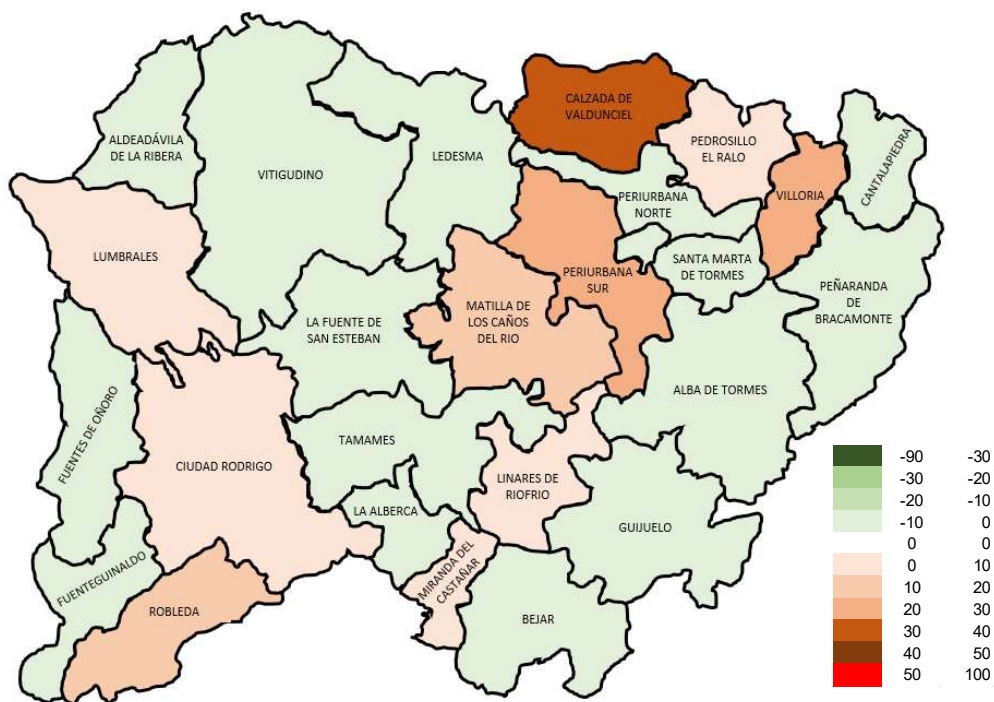 ALDEADÁVILA
DE LA RIBERA
VITIGUDINO
LEDESMA
CALZADA DE
VALDUNCIEL
PEDROSILLO
EL RALO
VILLORIA
CANTALAPIEDRA
PERIURBANA
NORTE
LUMBRALES
SANTA MARTA
DE TORMES
PERIURBANA
SUR
PEÑARANDA
DE
BRACAMONTE
LA FUENTE DE
SAN ESTEBAN
MATILLA DE
LOS CAÑOS
DEL RIO
ALBA DE TORMES
FUENTES DE OÑORO
TAMAMES
CIUDAD RODRIGO
LINARES DE
RIOFRIO
LA ALBERCA
GUIJUELO
FUENTEGUINALDO
MIRANDA DEL
CASTAÑAR
ROBLEDA
BEJAR
-90 -30
-30 -20
-20 -10
-10 0
0 0
0 10
10 20
20 30
30 40
40 50
50 100